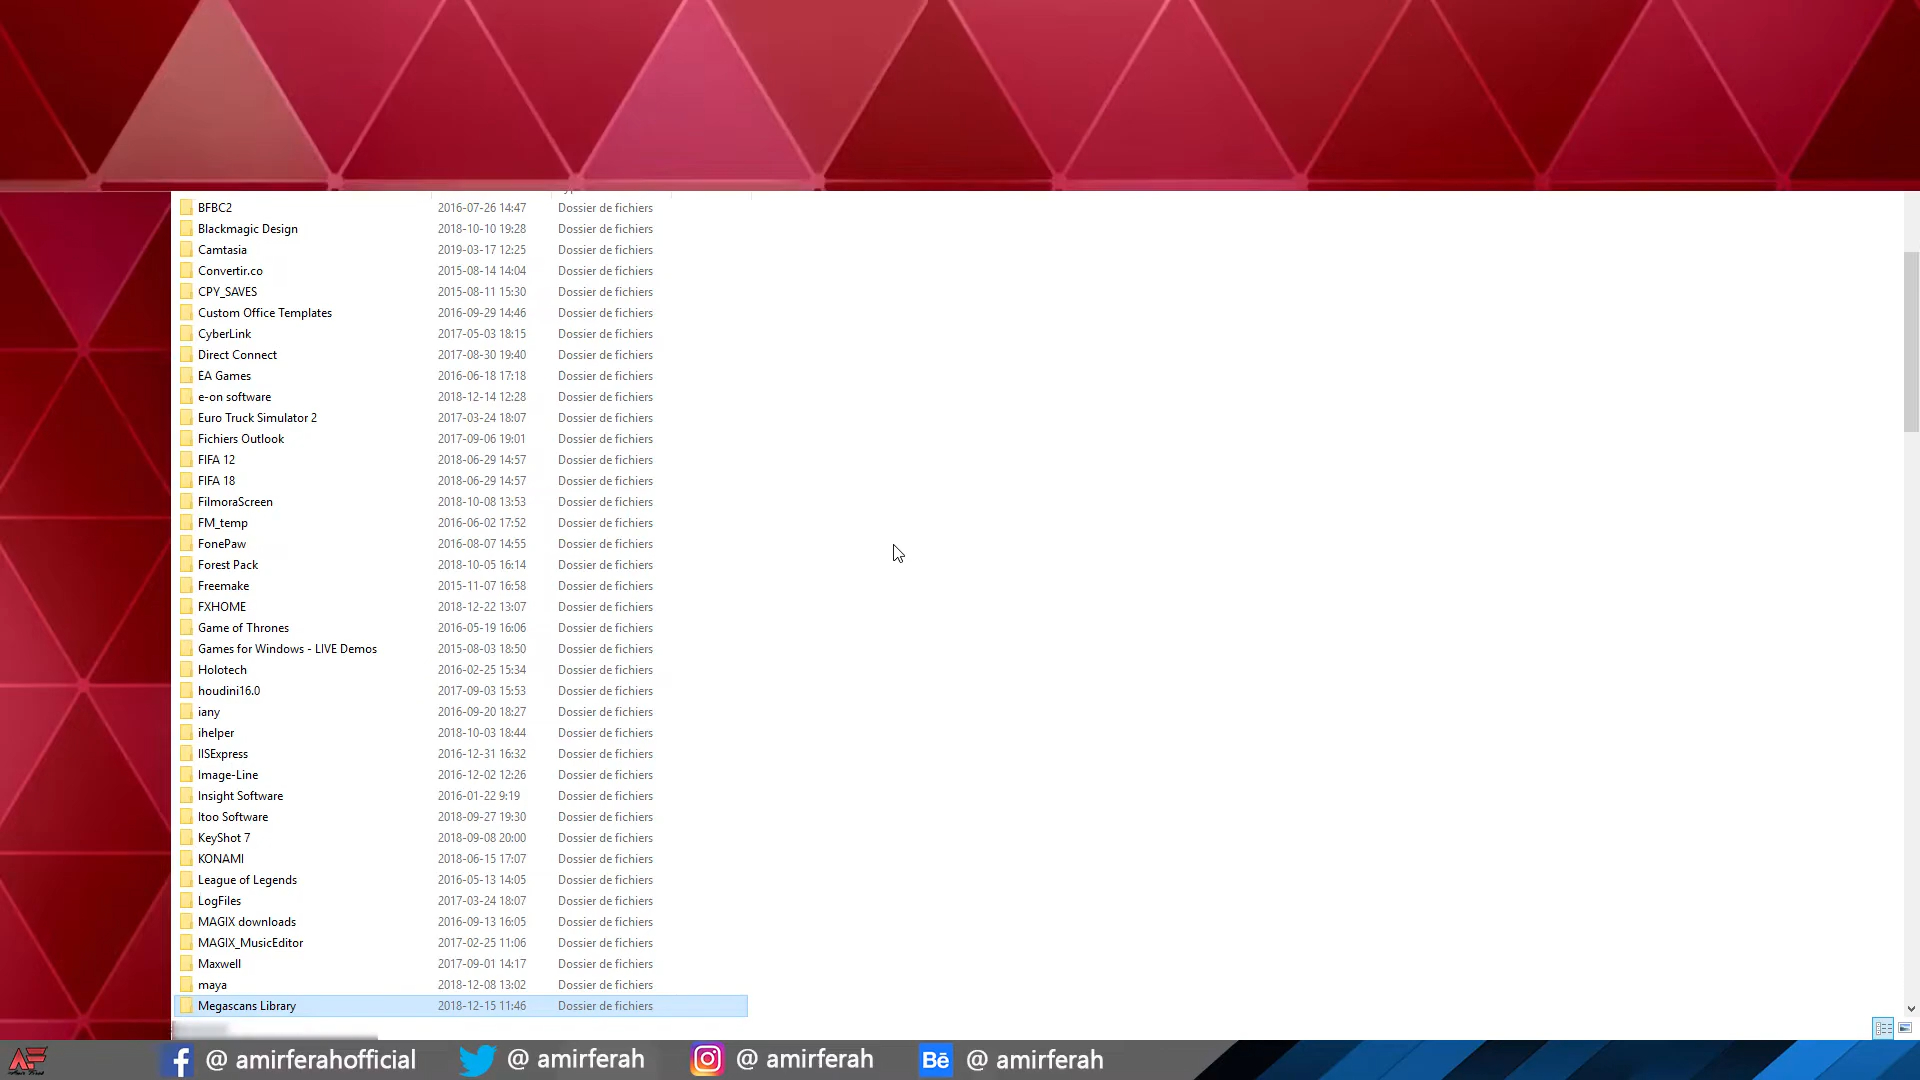 BFBC2 2016-07-26 14:47 Dossier de fichiers
Blackmagic Design 2018-10-10 19:28 Dossier de fichiers
Camtasia 2019-03-17 12:25 Dossier de fichiers
Convertir.co 2015-08-14 14:04 Dossier de fichiers
CPY_SAVES 2015-08-11 15:30 Dossier de fichiers
Custom Office Templates 2016-09-29 14:46 Dossier de fichiers
CyberLink 2017-05-03 18:15 Dossier de fichiers
Direct Connect 2017-08-30 19:40 Dossier de fichiers
EA Games 2016-06-18 17:18 Dossier de fichiers
e-on software 2018-12-14 12:28 Dossier de fichiers
Euro Truck Simulator 2 2017-03-24 18:07 Dossier de fichiers
Fichiers Outlook 2017-09-06 19:01 Dossier de fichiers
FIFA 12 2018-06-29 14:57 Dossier de fichiers
FIFA 18 2018-06-29 14:57 Dossier de fichiers
FilmoraScreen 2018-10-08 13:53 Dossier de fichiers
FM_temp 2016-06-02 17:52 Dossier de fichiers
FonePaw 2016-08-07 14:55 Dossier de fichiers
Forest Pack 2018-10-05 16:14 Dossier de fichiers
Freemake 2015-11-07 16:58 Dossier de fichiers
FXHOME 2018-12-22 13:07 Dossier de fichiers
Game of Thrones 2016-05-19 16:06 Dossier de fichiers
Games for Windows - LIVE Demos 2015-08-03 18:50 Dossier de fichiers
Holotech 2016-02-25 15:34 Dossier de fichiers
houdini16.0 2017-09-03 15:53 Dossier de fichiers
iany 2016-09-20 18:27 Dossier de fichiers
ihelper 2018-10-03 18:44 Dossier de fichiers
IISExpress 2016-12-31 16:32 Dossier de fichiers
Image-Line 2016-12-02 12:26 Dossier de fichiers
Insight Software 2016-01-22 9:19 Dossier de fichiers
Itoo Software 2018-09-27 19:30 Dossier de fichiers
KeyShot 7 2018-09-08 20:00 Dossier de fichiers
KONAMI 2018-06-15 17:07 Dossier de fichiers
League of Legends 2016-05-13 14:05 Dossier de fichiers
LogFiles 2017-03-24 18:07 Dossier de fichiers
MAGIX downloads 2016-09-13 16:05 Dossier de fichiers
MAGIX_MusicEditor 2017-02-25 11:06 Dossier de fichiers
Maxwell 2017-09-01 14:17 Dossier de fichiers
maya 2018-12-08 13:02 Dossier de fichiers
Megascans Library 2018-12-15 11:46 Dossier de fichiers
@ amirferahofficial @ amirferah @ amirferah Bē @ amirferah